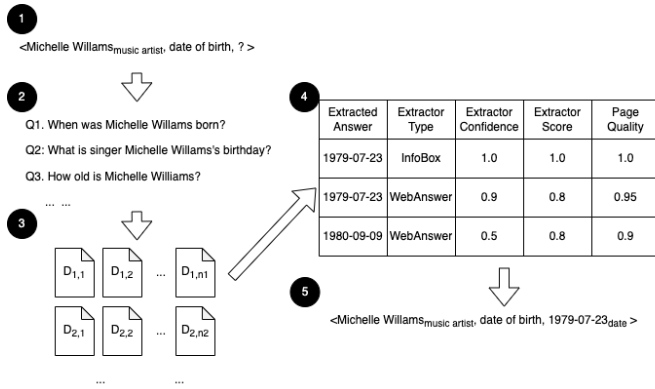 1
<Michelle Willams music artist, date of birth, ? >
2
Q1. When was Michelle Willams born?
Q2: What is singer Michelle Willams's birthday?
Q3. How old is Michelle Williams?
... ...
3
D1,1 D1,2 ... D1,n1
D2,1 D2,2 ... D2,n2
... ...
4
Extracted Answer Extractor Type Extractor Confidence Extractor Score Page Quality
1979-07-23 InfoBox 1.0 1.0 1.0
1979-07-23 WebAnswer 0.9 0.8 0.95
1980-09-09 WebAnswer 0.5 0.8 0.9
5
<Michelle Willams music artist, date of birth, 1979-07-23 date >